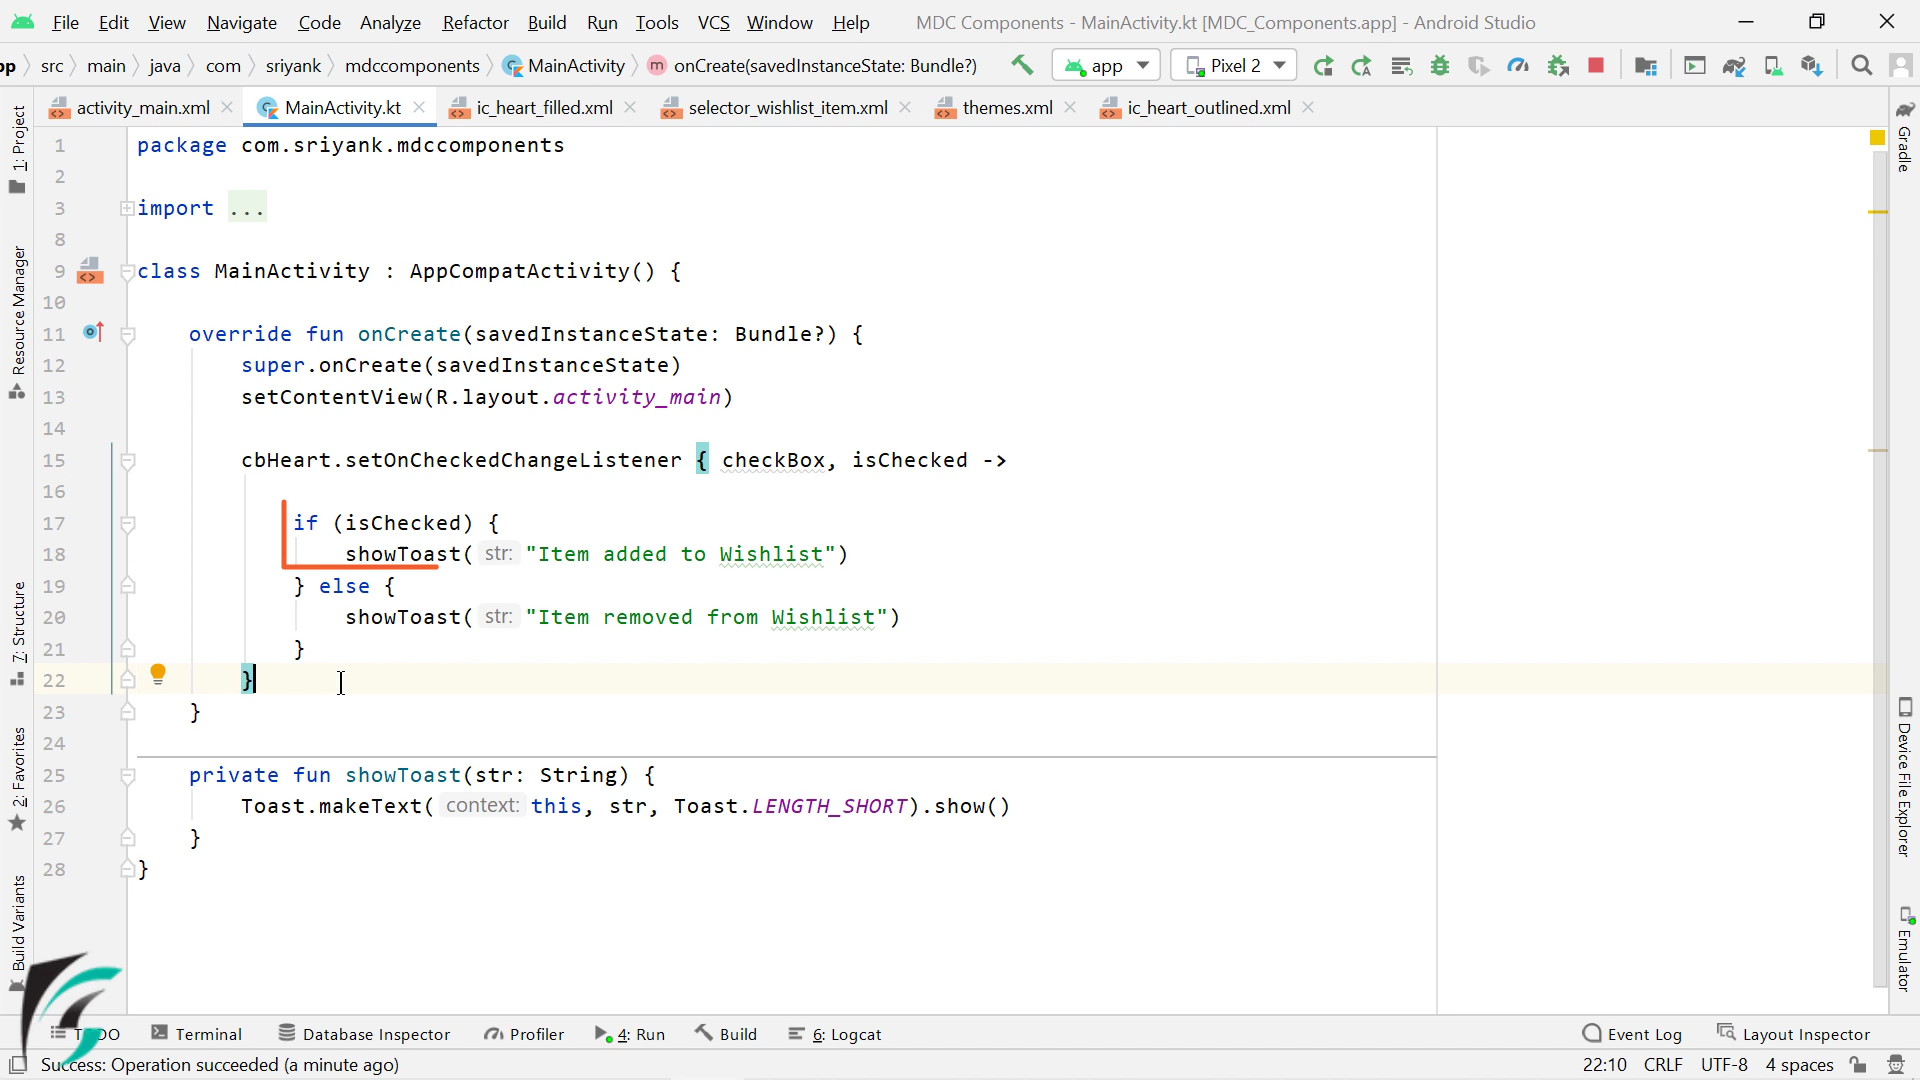 File Edit View Navigate Code Analyze Refactor Build Run Tools VCS Window Help MDC Components - MainActivity.kt [MDC_Components.app] - Android Studio
src main java com sriyank mdccomponents MainActivity m onCreate(savedInstanceState: Bundle?) app Pixel 2
activity_main.xml MainActivity.kt ic_heart_filled.xml selector_wishlist_item.xml themes.xml ic_heart_outlined.xml
1: Project
Resource Manager
7: Structure
2: Favorites
Build Variants
1 package com.sriyank.mdccomponents
2
3 import ...
8
9 class MainActivity : AppCompatActivity() {
10
11 override fun onCreate(savedInstanceState: Bundle?) {
12 super.onCreate(savedInstanceState)
13 setContentView(R.layout.activity_main)
14
15 cbHeart.setOnCheckedChangeListener { checkBox, isChecked ->
16
17 if (isChecked) {
18 showToast( str: "Item added to Wishlist")
19 } else {
20 showToast( str: "Item removed from Wishlist")
21 }
22 }
23 }
24
25 private fun showToast(str: String) {
26 Toast.makeText( context: this, str, Toast.LENGTH_SHORT).show()
27 }
28 }
Gradle
Device File Explorer
Emulator
Terminal Database Inspector Profiler 4: Run Build 6: Logcat Event Log Layout Inspector
Success: Operation succeeded (a minute ago) 22:10 CRLF UTF-8 4 spaces